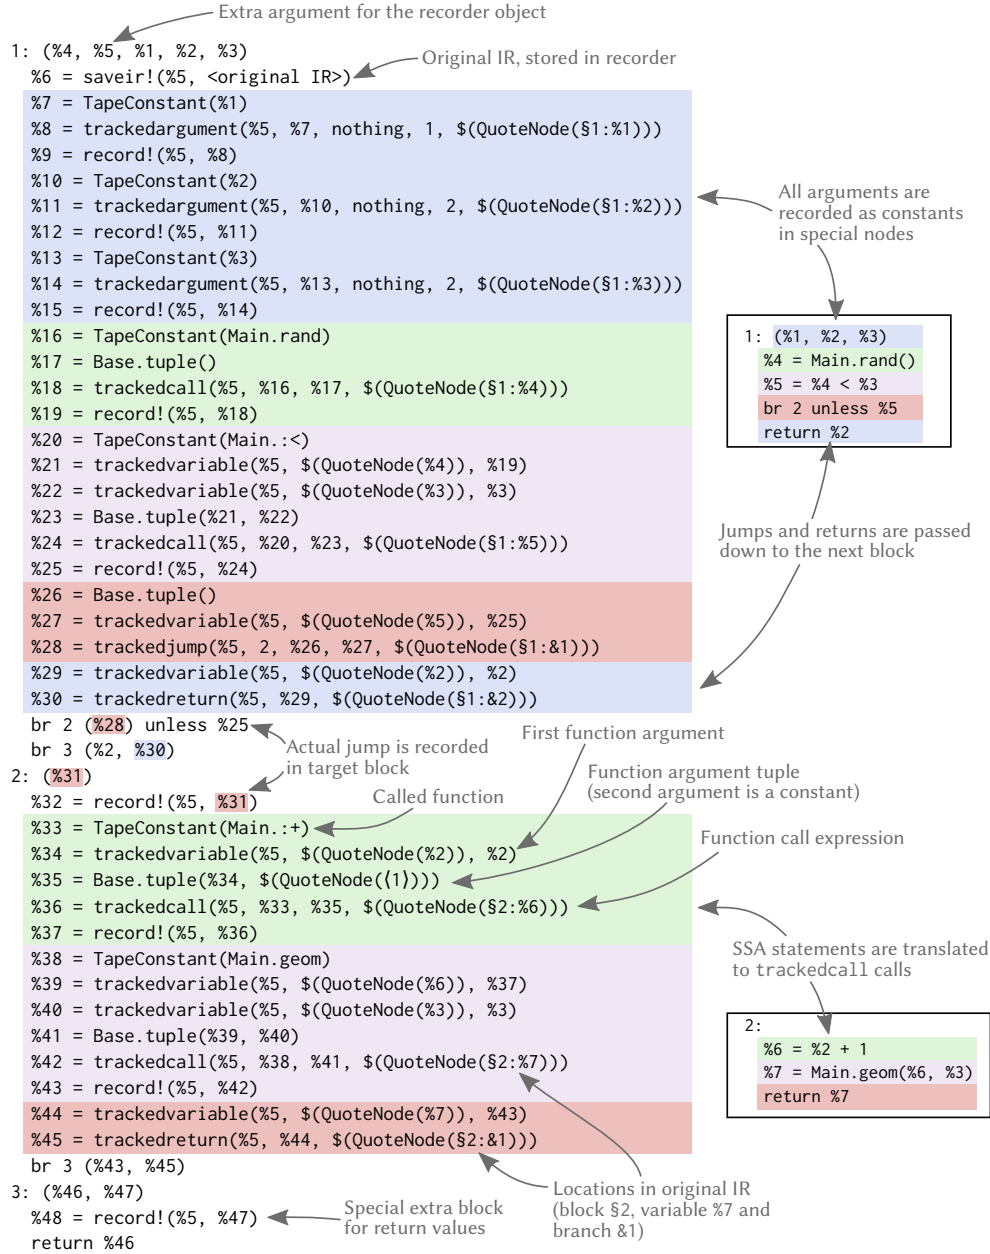 Extra argument for the recorder object
1: (%4, %5, %1, %2, %3)
Original IR, stored in recorder
%6 = saveir!(%5, <original IR>)
%7 = TapeConstant(%1)
%8 = trackedargument(%5, %7, nothing, 1, $(QuoteNode(§1:%1)))
%9 = record!(%5, %8)
%10 = TapeConstant(%2)
%11 = trackedargument(%5, %10, nothing, 2, $(QuoteNode(§1:%2)))
%12 = record!(%5, %11)
%13 = TapeConstant(%3)
%14 = trackedargument(%5, %13, nothing, 2, $(QuoteNode(§1:%3)))
%15 = record!(%5, %14)
%16 = TapeConstant(Main.rand)
%17 = Base.tuple()
%18 = trackedcall(%5, %16, %17, $(QuoteNode(§1:%4)))
%19 = record!(%5, %18)
%20 = TapeConstant(Main.:<)
%21 = trackedvariable(%5, $(QuoteNode(%4)), %19)
%22 = trackedvariable(%5, $(QuoteNode(%3)), %3)
%23 = Base.tuple(%21, %22)
%24 = trackedcall(%5, %20, %23, $(QuoteNode(§1:%5)))
%25 = record!(%5, %24)
%26 = Base.tuple()
%27 = trackedvariable(%5, $(QuoteNode(%5)), %25)
%28 = trackedjump(%5, 2, %26, %27, $(QuoteNode(§1:&1)))
%29 = trackedvariable(%5, $(QuoteNode(%2)), %2)
%30 = trackedreturn(%5, %29, $(QuoteNode(§1:&2)))
br 2 (%28) unless %25
br 3 (%2, %30)
All arguments are
recorded as constants
in special nodes
1: (%1, %2, %3)
%4 = Main.rand()
%5 = %4 < %3
br 2 unless %5
return %2
Jumps and returns are passed
down to the next block
Actual jump is recorded
in target block
2: (%31)
%32 = record!(%5, %31)
Called function
First function argument
Function argument tuple
(second argument is a constant)
Function call expression
%33 = TapeConstant(Main.:+)
%34 = trackedvariable(%5, $(QuoteNode(%2)), %2)
%35 = Base.tuple(%34, $(QuoteNode(⟨1⟩)))
%36 = trackedcall(%5, %33, %35, $(QuoteNode(§2:%6)))
%37 = record!(%5, %36)
%38 = TapeConstant(Main.geom)
%39 = trackedvariable(%5, $(QuoteNode(%6)), %37)
%40 = trackedvariable(%5, $(QuoteNode(%3)), %3)
%41 = Base.tuple(%39, %40)
%42 = trackedcall(%5, %38, %41, $(QuoteNode(§2:%7)))
%43 = record!(%5, %42)
%44 = trackedvariable(%5, $(QuoteNode(%7)), %43)
%45 = trackedreturn(%5, %44, $(QuoteNode(§2:&1)))
br 3 (%43, %45)
SSA statements are translated
to trackedcall calls
2:
%6 = %2 + 1
%7 = Main.geom(%6, %3)
return %7
3: (%46, %47)
%48 = record!(%5, %47)
return %46
Special extra block
for return values
Locations in original IR
(block §2, variable %7 and
branch &1)